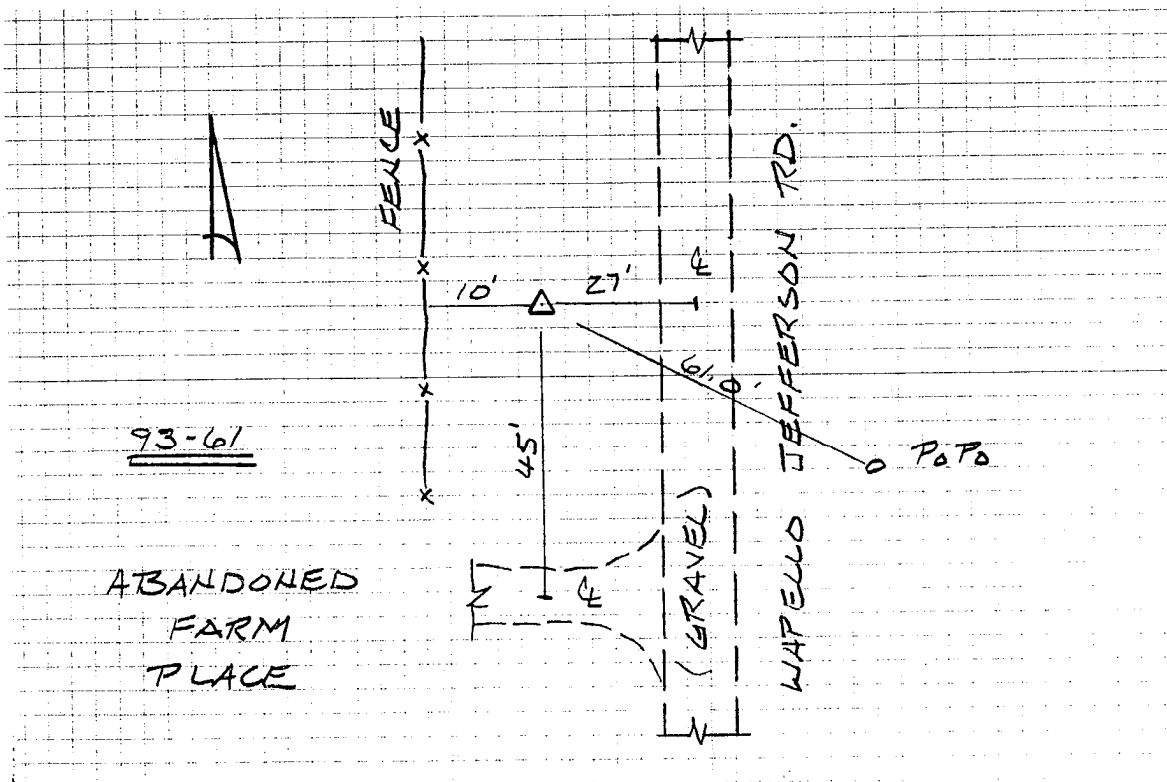 FENCE
10'
27'
℄
61.0'
WAPELLO JEFFERSON RD.
93-61
45'
PoPo
(GRAVEL)
℄
ABANDONED
FARM
PLACE